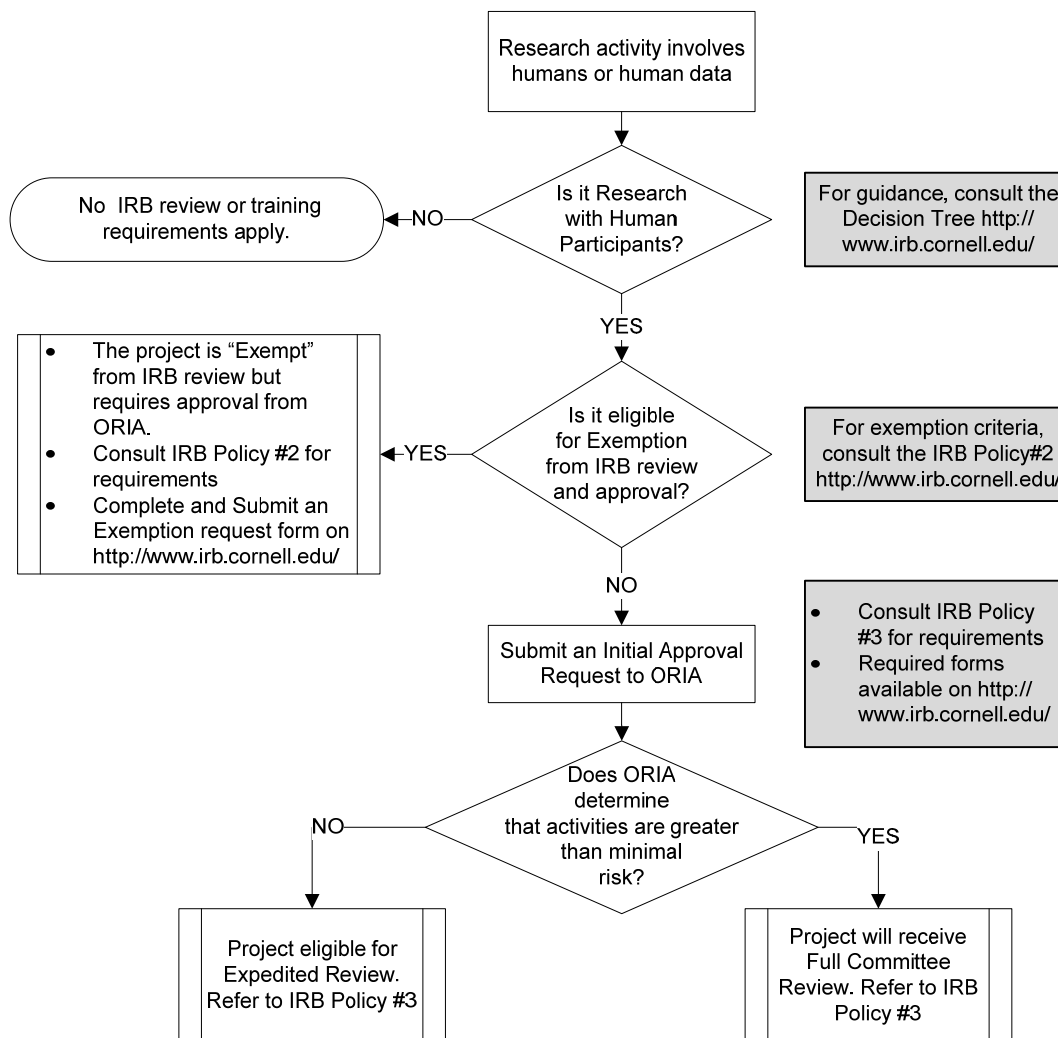 Research activity involves
humans or human data
Is it Research
with Human
Participants?
NO
No IRB review or training
requirements apply.
For guidance, consult the
Decision Tree http://
www.irb.cornell.edu/
YES
Is it eligible
for Exemption
from IRB review
and approval?
YES
• The project is “Exempt”
from IRB review but
requires approval from
ORIA.
• Consult IRB Policy #2 for
requirements
• Complete and Submit an
Exemption request form on
http://www.irb.cornell.edu/
For exemption criteria,
consult the IRB Policy#2
http://www.irb.cornell.edu/
NO
Submit an Initial Approval
Request to ORIA
• Consult IRB Policy
#3 for requirements
• Required forms
available on http://
www.irb.cornell.edu/
Does ORIA
determine
that activities are greater
than minimal
risk?
NO
YES
Project eligible for
Expedited Review.
Refer to IRB Policy #3
Project will receive
Full Committee
Review. Refer to IRB
Policy #3